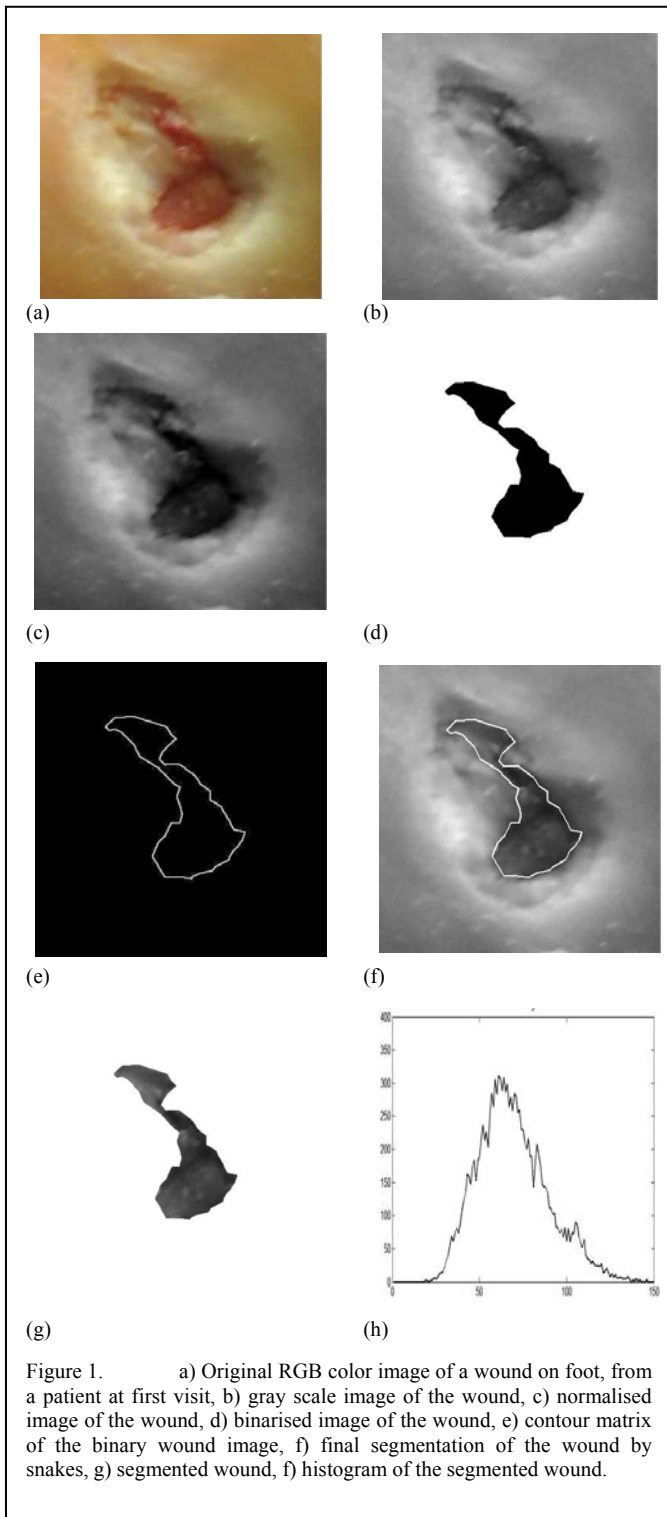 (a)
(b)
(c)
(d)
(e)
(f)
400
350
300
250
200
150
100
50
0
0
50
100
150
(g)
(h)
Figure 1. a) Original RGB color image of a wound on foot, from
a patient at first visit, b) gray scale image of the wound, c) normalised
image of the wound, d) binarised image of the wound, e) contour matrix
of the binary wound image, f) final segmentation of the wound by
snakes, g) segmented wound, f) histogram of the segmented wound.